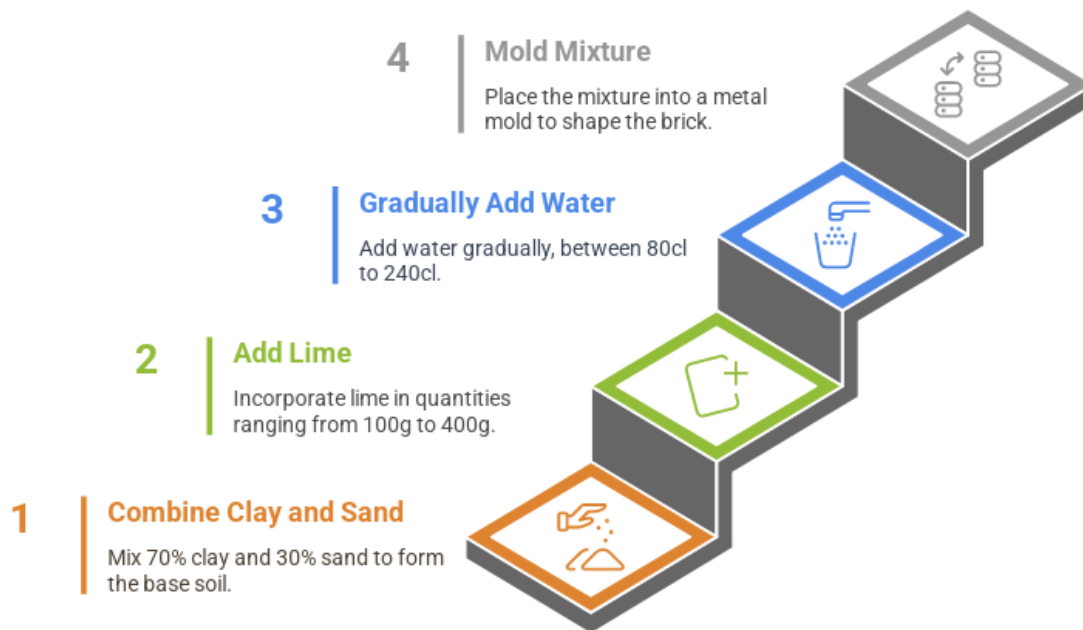 4
Mold Mixture
Place the mixture into a metal
mold to shape the brick.
3
Gradually Add Water
Add water gradually, between 80cl
to 240cl.
2
Add Lime
Incorporate lime in quantities
ranging from 100g to 400g.
1
Combine Clay and Sand
Mix 70% clay and 30% sand to form
the base soil.